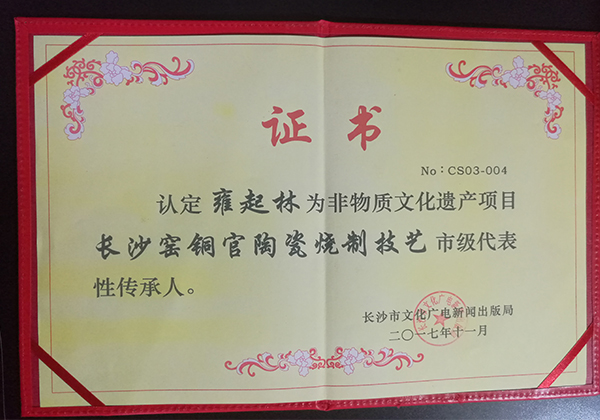 证书
No：CS03-004
认定雍起林为非物质文化遗产项目
长沙窑铜官陶瓷烧制技艺市级代表
性传承人。
长沙市文化广电新闻出版局
二〇一七年十一月